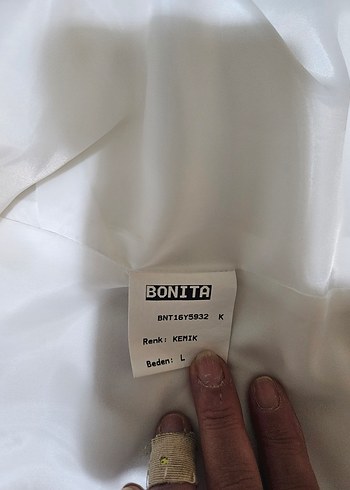 BONITA
BNT16Y5932 K
Renk: KEMIK
Beden: L